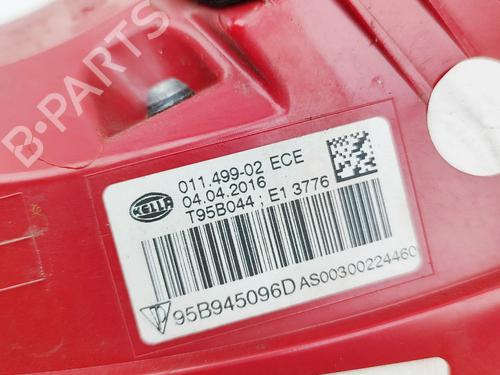 B-PARTS
HELLA
011.499-02 ECE
04.04.2016
T95B044 : E1 3776
95B945096D AS00300224460